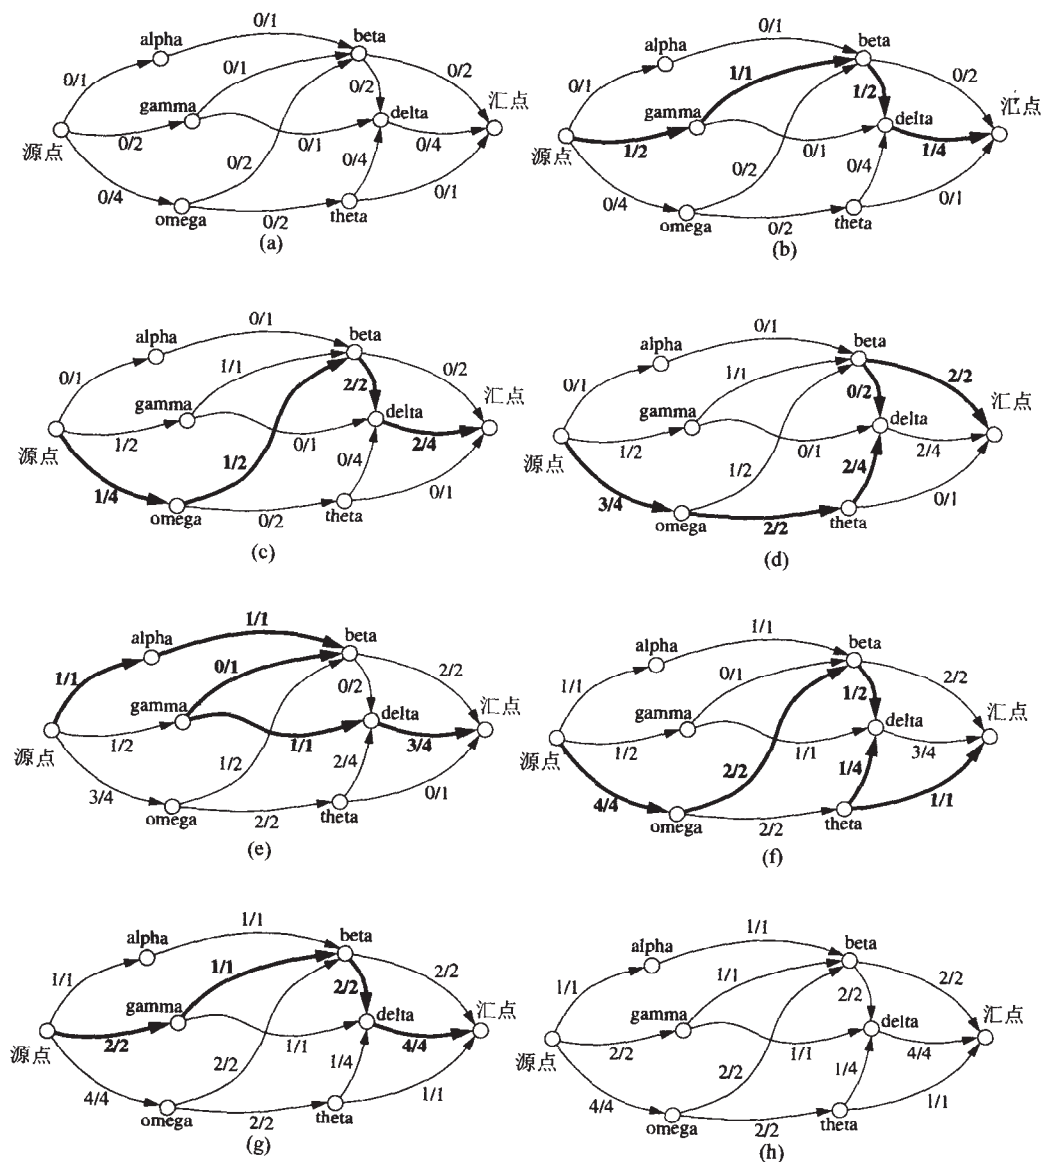 0/1
alpha
beta
0/1
0/1
0/2
0/2
汇点
gamma
delta
源点
0/2
0/1
0/4
0/2
0/4
0/4
0/1
omega
0/2
theta
(a)
0/1
alpha
beta
0/1
1/1
0/2
1/2
汇点
gamma
delta
源点
1/2
0/1
1/4
0/2
0/4
0/4
0/1
omega
0/2
theta
(b)
0/1
alpha
beta
0/1
1/1
0/2
2/2
汇点
gamma
delta
源点
1/2
0/1
2/4
1/2
0/4
1/4
0/1
omega
0/2
theta
(c)
0/1
alpha
beta
0/1
1/1
2/2
0/2
汇点
gamma
delta
源点
1/2
0/1
2/4
1/2
2/4
3/4
0/1
omega
2/2
theta
(d)
1/1
alpha
beta
1/1
0/1
2/2
0/2
汇点
gamma
delta
源点
1/2
1/1
3/4
1/2
2/4
3/4
0/1
omega
2/2
theta
(e)
1/1
alpha
beta
1/1
0/1
2/2
1/2
汇点
gamma
delta
源点
1/2
1/1
3/4
2/2
1/4
4/4
1/1
omega
2/2
theta
(f)
1/1
alpha
beta
1/1
1/1
2/2
2/2
汇点
gamma
delta
源点
2/2
1/1
4/4
2/2
1/4
4/4
1/1
omega
2/2
theta
(g)
1/1
alpha
beta
1/1
1/1
2/2
2/2
汇点
gamma
delta
源点
2/2
1/1
4/4
2/2
1/4
4/4
1/1
omega
2/2
theta
(h)